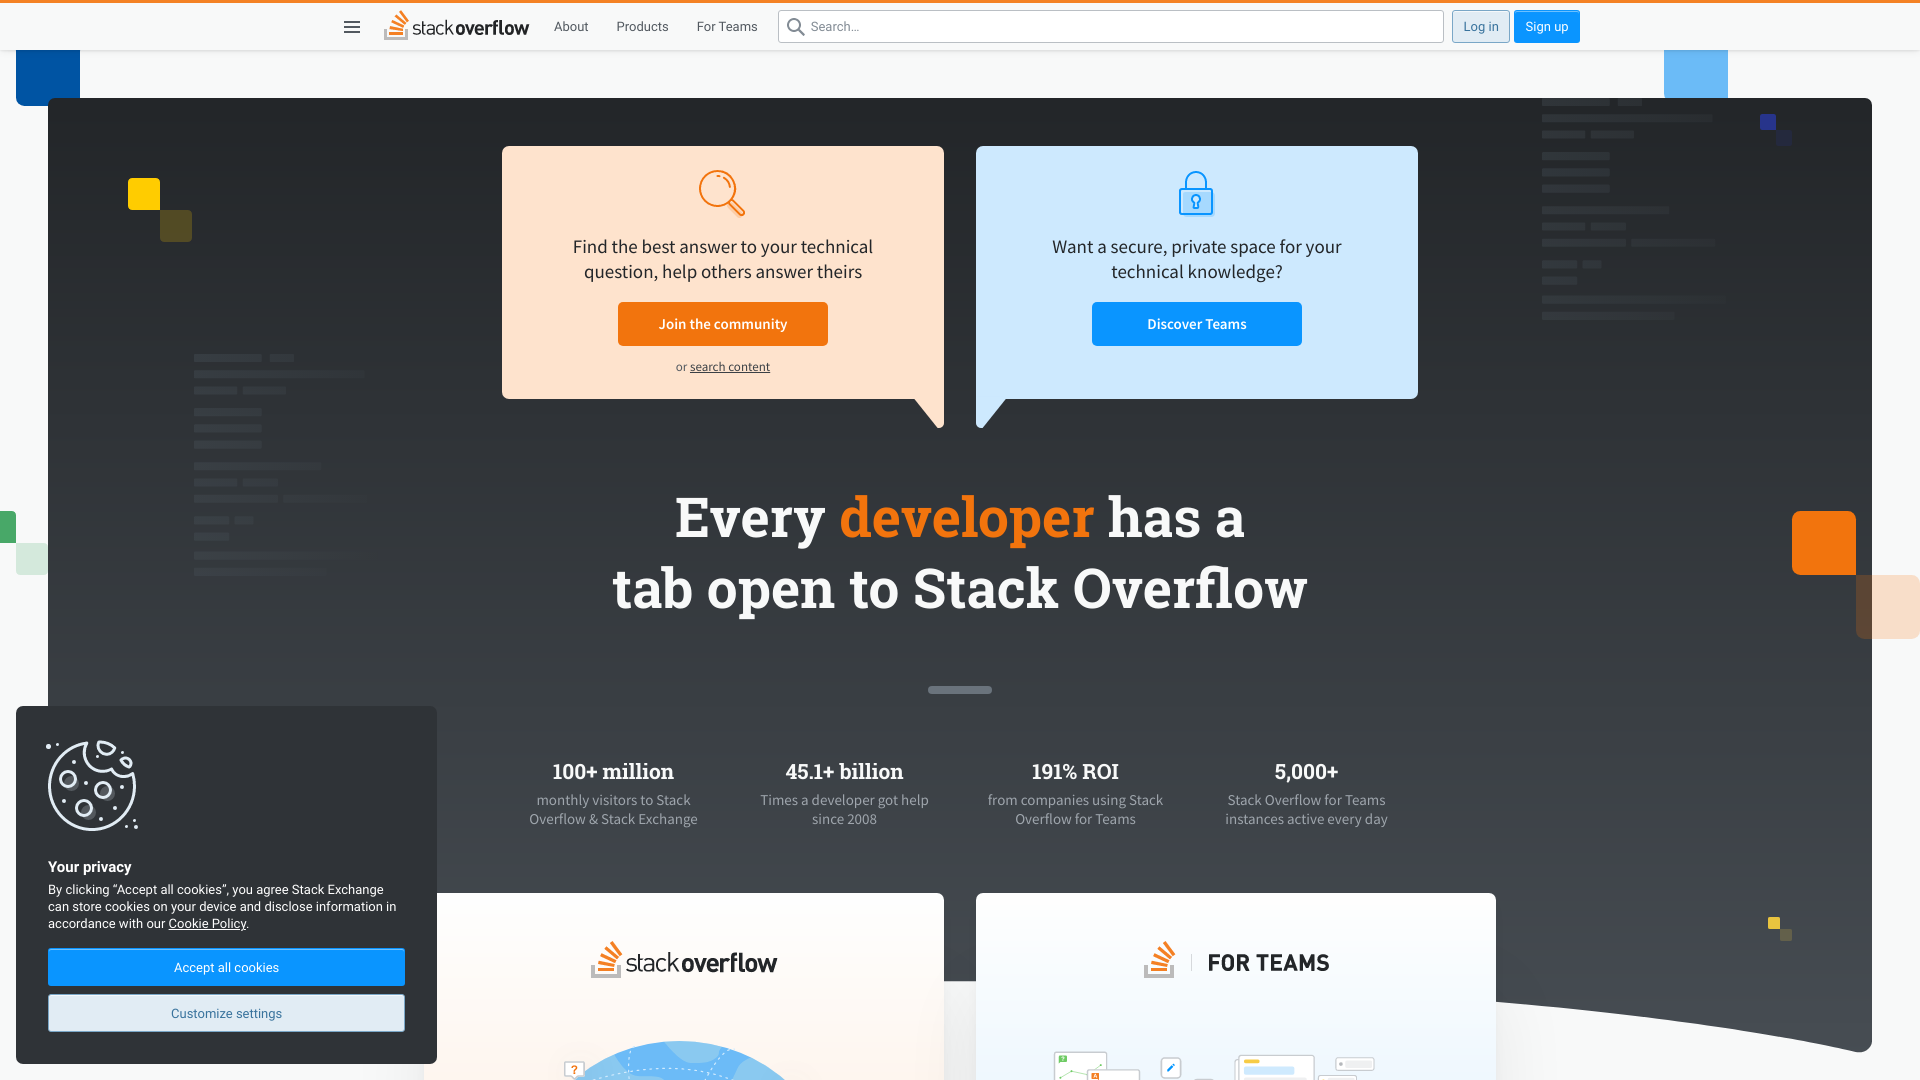 stackoverflow
About
Products
For Teams
Search…
Log in
Sign up
Find the best answer to your technical
question, help others answer theirs
Join the community
or search content
Want a secure, private space for your
technical knowledge?
Discover Teams
Every developer has a
tab open to Stack Overflow
100+ million
monthly visitors to Stack
Overflow & Stack Exchange
45.1+ billion
Times a developer got help
since 2008
191% ROI
from companies using Stack
Overflow for Teams
5,000+
Stack Overflow for Teams
instances active every day
Your privacy
By clicking “Accept all cookies”, you agree Stack Exchange
can store cookies on your device and disclose information in
accordance with our Cookie Policy.
Accept all cookies
Customize settings
stackoverflow
?
FOR TEAMS